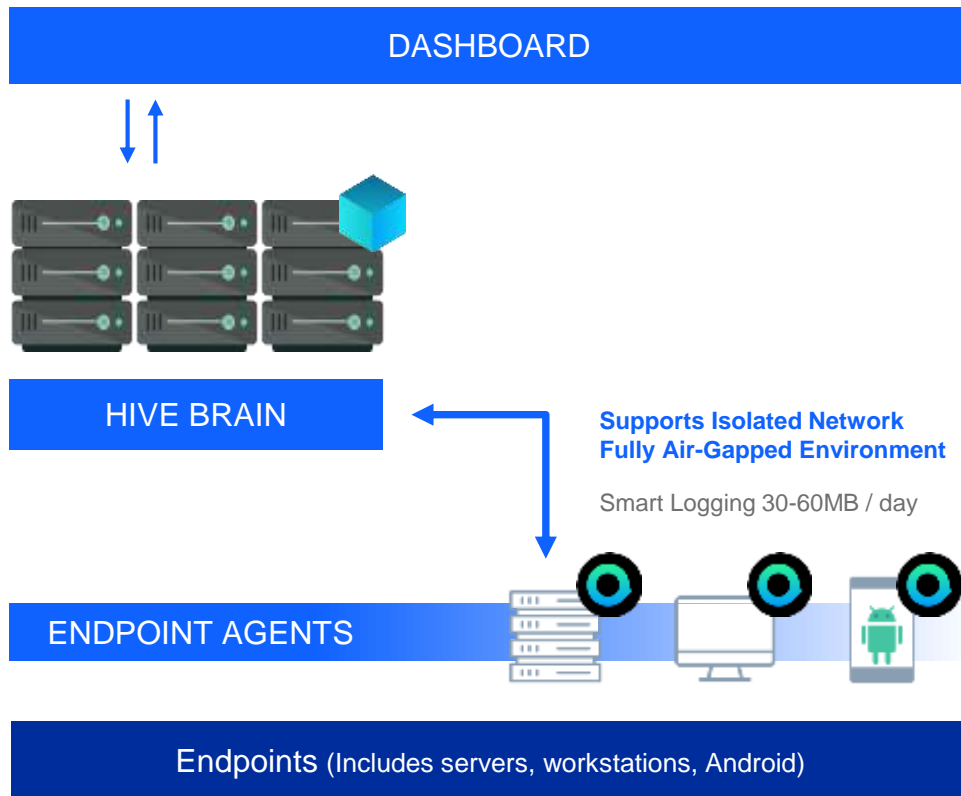 DASHBOARD
HIVE BRAIN
Supports Isolated Network
Fully Air-Gapped Environment
Smart Logging 30-60MB / day
ENDPOINT AGENTS
Endpoints (Includes servers, workstations, Android)